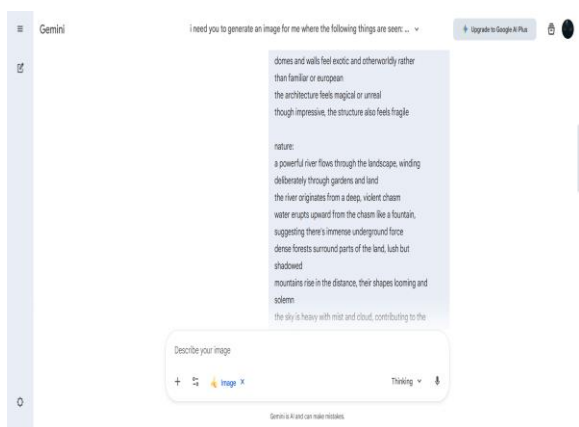 Gemini
i need you to generate an image for me where the following things are seen: ...
Upgrade to Google AI Plus
domes and walls feel exotic and otherworldly rather
than familiar or european
the architecture feels magical or unreal
though impressive, the structure also feels fragile
nature:
a powerful river flows through the landscape, winding
deliberately through gardens and land
the river originates from a deep, violent chasm
water erupts upward from the chasm like a fountain,
suggesting there's immense underground force
dense forests surround parts of the land, lush but
shadowed
mountains rise in the distance, their shapes looming and
solemn
the sky is heavy with mist and cloud, contributing to the
Describe your image
Image
Thinking
Gemini is AI and can make mistakes.